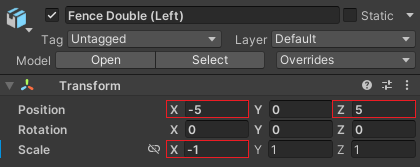 Fence Double (Left) Static
Tag Untagged Layer Default
Model Open Select Overrides
Transform
Position X -5 Y 0 Z 5
Rotation X 0 Y 0 Z 0
Scale X -1 Y 1 Z 1